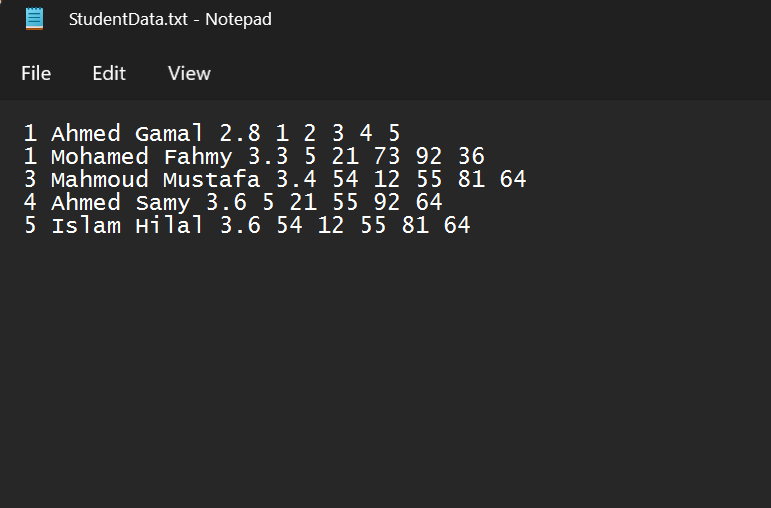 StudentData.txt - Notepad
File Edit View
1 Ahmed Gamal 2.8 1 2 3 4 5
1 Mohamed Fahmy 3.3 5 21 73 92 36
3 Mahmoud Mustafa 3.4 54 12 55 81 64
4 Ahmed Samy 3.6 5 21 55 92 64
5 Islam Hilal 3.6 54 12 55 81 64